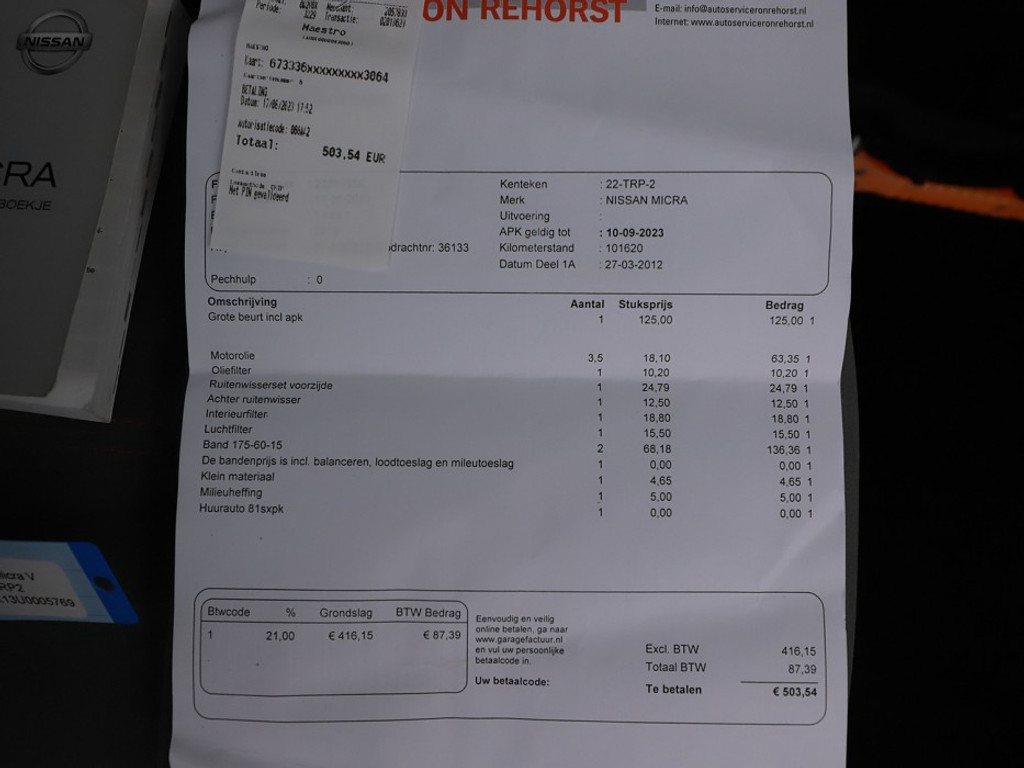 NISSAN
CRA
BOEKJE
Periode:
Transactie:
Maestro
Kaart: 673336xxxxxxxxx3064
BETALING
Datum: 17/06/2023 17:52
Autorisatiecode:
Totaal:
503,54 EUR
Met PIN gevalideerd
ON REHORST
E-mail: info@autoserviceronrehorst.nl
Internet: www.autoserviceronrehorst.nl
drachtnr: 36133
Pechhulp : 0
Kenteken : 22-TRP-2
Merk : NISSAN MICRA
Uitvoering :
APK geldig tot : 10-09-2023
Kilometerstand : 101620
Datum Deel 1A : 27-03-2012
Omschrijving Aantal Stuksprijs Bedrag
Grote beurt incl apk 1 125,00 125,00 1
Motorolie 3,5 18,10 63,35 1
Oliefilter 1 10,20 10,20 1
Ruitenwisserset voorzijde 1 24,79 24,79 1
Achter ruitenwisser 1 12,50 12,50 1
Interieurfilter 1 18,80 18,80 1
Luchtfilter 1 15,50 15,50 1
Band 175-60-15 2 68,18 136,36 1
De bandenprijs is incl. balanceren, loodtoeslag en mileutoeslag 1 0,00 0,00 1
Klein materiaal 1 4,65 4,65 1
Milieuheffing 1 5,00 5,00 1
Huurauto 81sxpk 1 0,00 0,00 1
icra V
RP2
13U0005769
Btwcode % Grondslag BTW Bedrag
1 21,00 € 416,15 € 87,39
Eenvoudig en veilig
online betalen, ga naar
www.garagefactuur.nl
en vul uw persoonlijke
betaalcode in.
Uw betaalcode:
Excl. BTW 416,15
Totaal BTW 87,39
Te betalen € 503,54